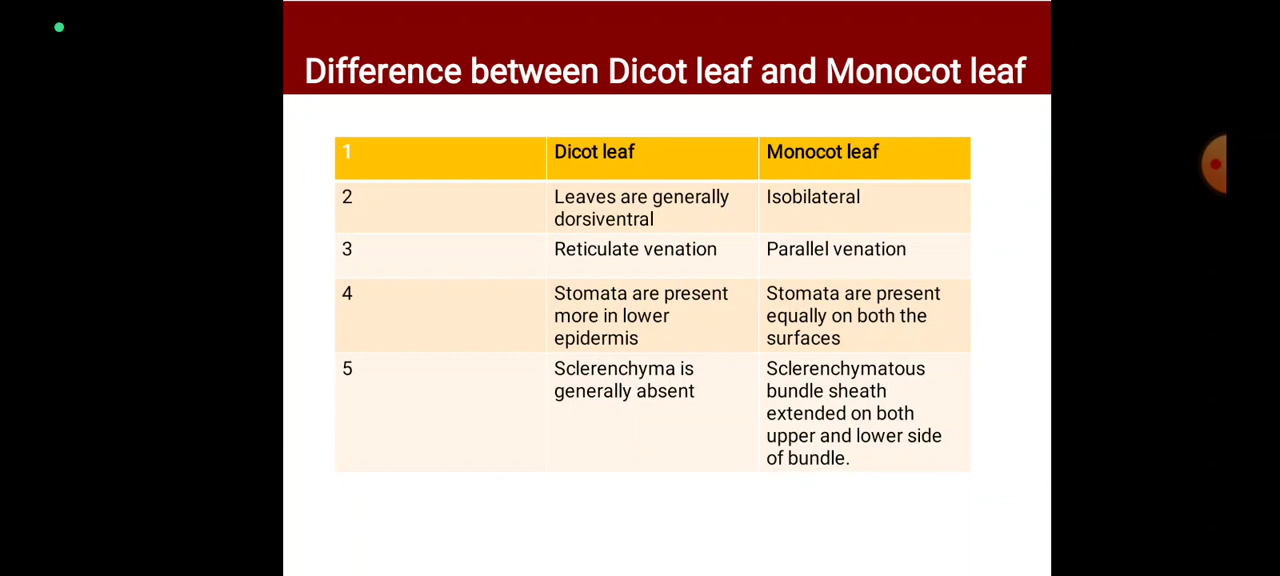 Difference between Dicot leaf and Monocot leaf
1 Dicot leaf Monocot leaf
2 Leaves are generally Isobilateral
dorsiventral
3 Reticulate venation Parallel venation
4 Stomata are present Stomata are present
more in lower equally on both the
epidermis surfaces
5 Sclerenchyma is Sclerenchymatous
generally absent bundle sheath
extended on both
upper and lower side
of bundle.